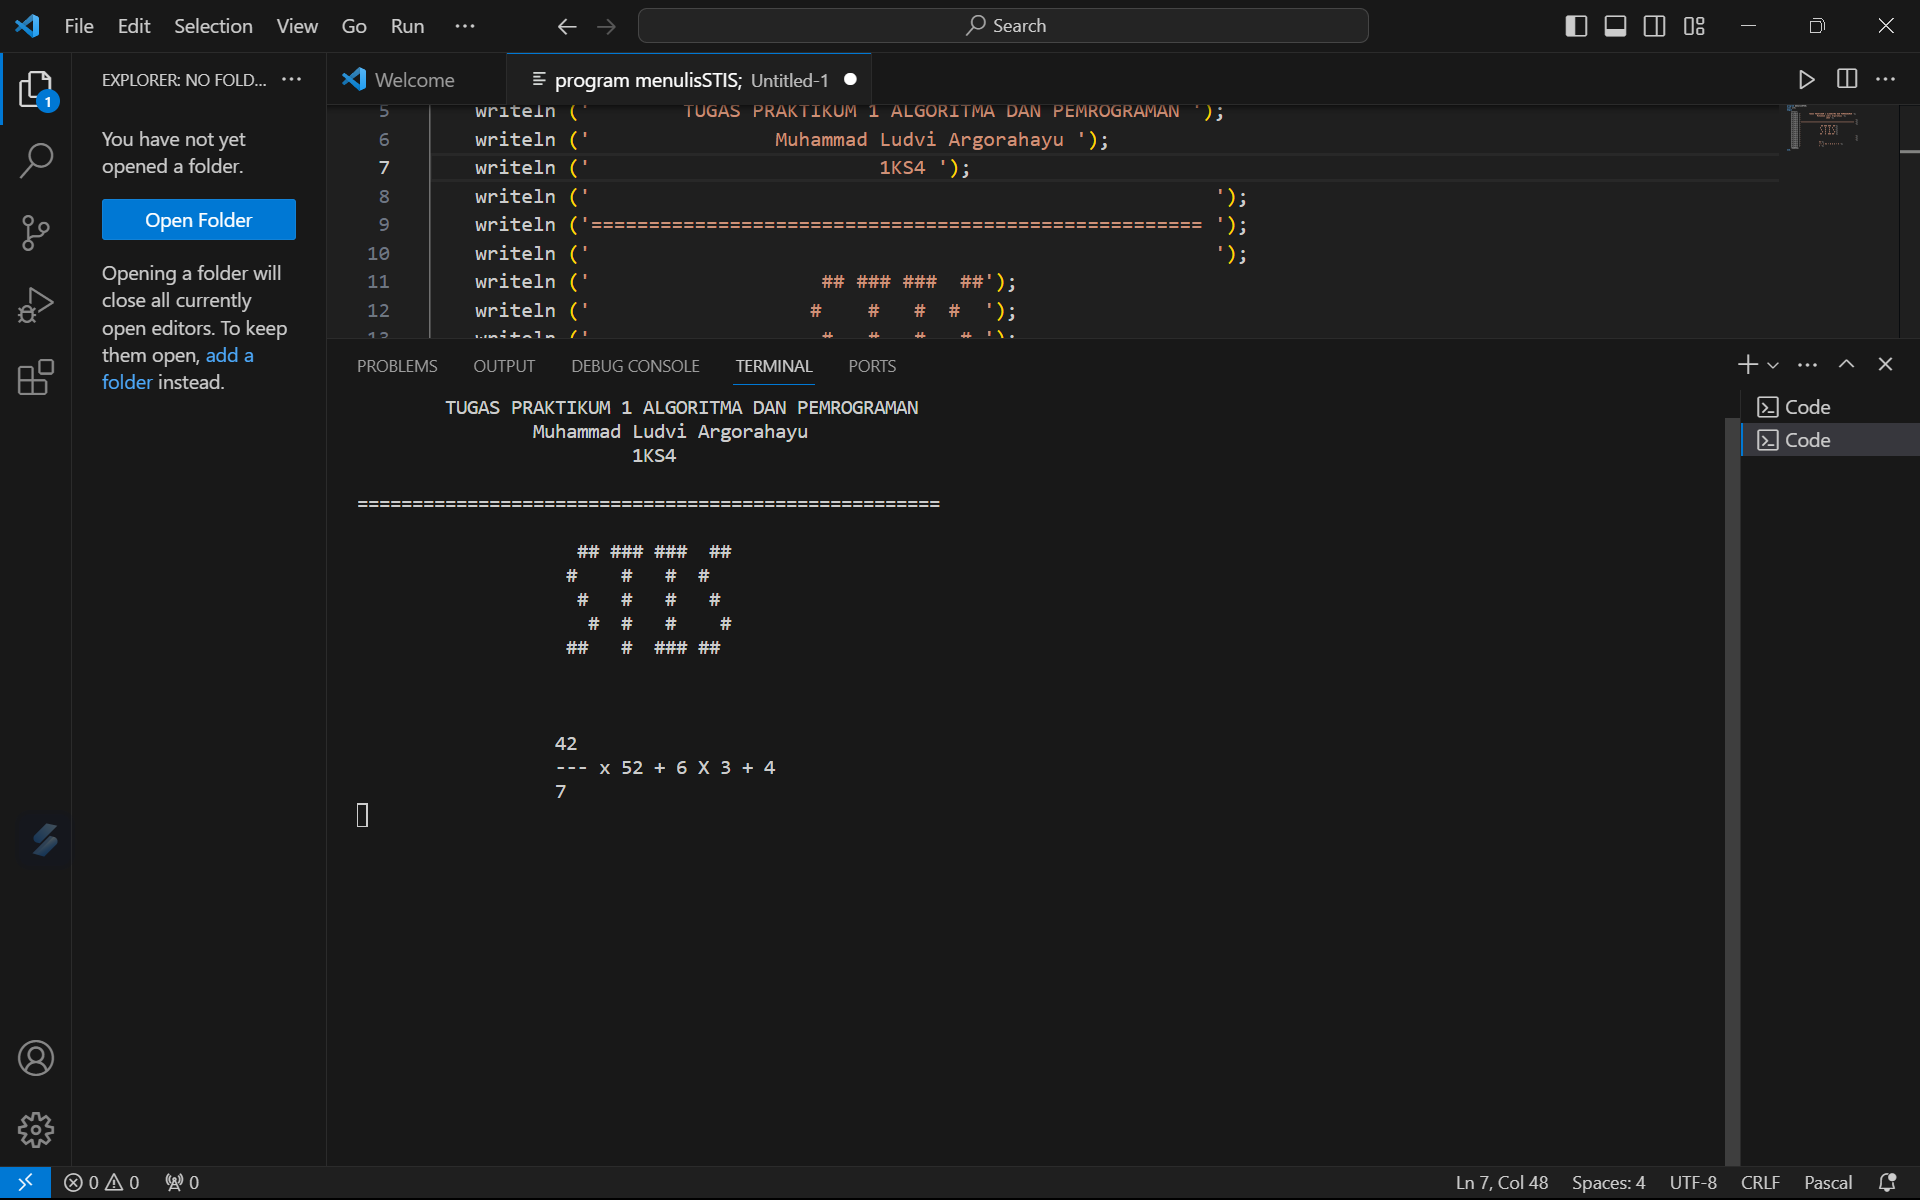 File Edit Selection View Go Run ··· Search
EXPLORER: NO FOLD... ···
1
You have not yet
opened a folder.
Open Folder
Opening a folder will
close all currently
open editors. To keep
them open, add a
folder instead.
Welcome program menulisSTIS; Untitled-1
5 writeln ('        TUGAS PRAKTIKUM 1 ALGORITMA DAN PEMROGRAMAN ');
6 writeln ('                Muhammad Ludvi Argorahayu ');
7 writeln ('                         1KS4 ');
8 writeln ('                                                      ');
9 writeln ('===================================================== ');
10 writeln ('                                                      ');
11 writeln ('                    ## ### ###  ##');
12 writeln ('                   #    #   #  #  ');
13 writeln ('                    #   #   #   # ');
PROBLEMS OUTPUT DEBUG CONSOLE TERMINAL PORTS
        TUGAS PRAKTIKUM 1 ALGORITMA DAN PEMROGRAMAN
                Muhammad Ludvi Argorahayu
                         1KS4
=====================================================
                    ## ### ###  ##
                   #    #   #  #
                    #   #   #   #
                     #  #   #    #
                   ##   #  ### ##
                  42
                  --- x 52 + 6 X 3 + 4
                  7
Code
Code
0 0 0
Ln 7, Col 48 Spaces: 4 UTF-8 CRLF Pascal